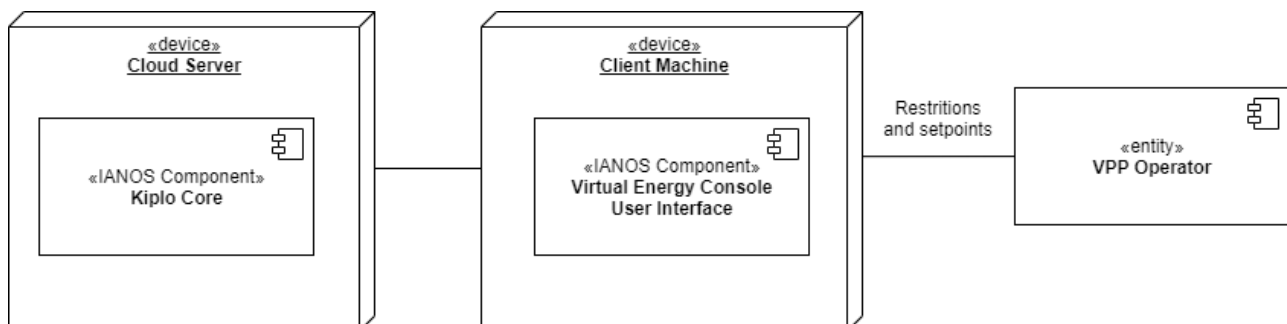 «device»
Cloud Server
«IANOS Component»
Kiplo Core
«device»
Client Machine
«IANOS Component»
Virtual Energy Console
User Interface
Restritions
and setpoints
«entity»
VPP Operator